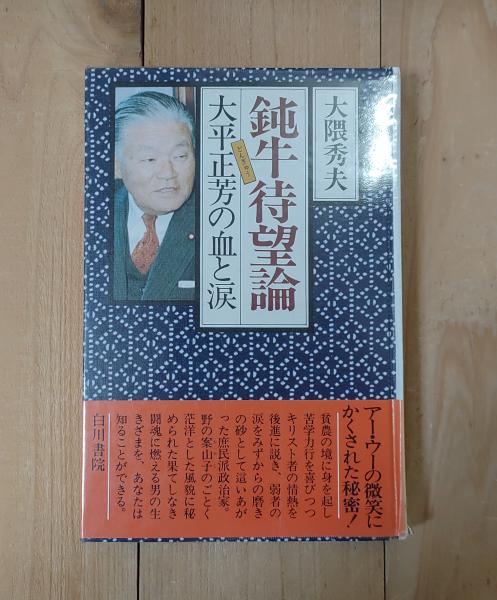 大隈秀夫
鈍牛待望論
どんぎゅう
大平正芳の血と涙
アー・ウーの微笑に
かくされた秘密！
貧農の境に身を起し
苦学力行を喜びつつ
キリスト者の情熱を
後進に説き、弱者の
涙をみずからの磨き
の砂として這いあが
った庶民派政治家。
野の案山子のごとく
茫洋とした風貌に秘
められた果てしなき
闘魂に燃える男の生
きざまを、あなたは
知ることができる。
白川書院